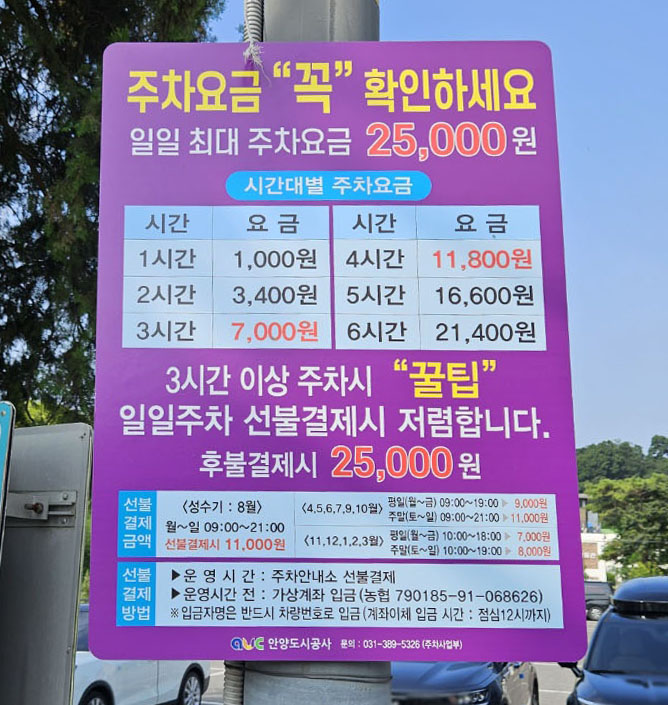 주차요금 “꼭” 확인하세요
일일 최대 주차요금 25,000원
시간대별 주차요금
시간 요금 시간 요금
1시간 1,000원 4시간 11,800원
2시간 3,400원 5시간 16,600원
3시간 7,000원 6시간 21,400원
3시간 이상 주차시 “꿀팁”
일일주차 선불결제시 저렴합니다.
후불결제시 25,000원
선불 결제 금액
〈성수기 : 8월〉
월~일 09:00~21:00
선불결제시 11,000원
〈4,5,6,7,9,10월〉 평일(월~금) 09:00~19:00 ▶ 9,000원
주말(토~일) 09:00~21:00 ▶ 11,000원
〈11,12,1,2,3월〉 평일(월~금) 10:00~18:00 ▶ 7,000원
주말(토~일) 10:00~19:00 ▶ 8,000원
선불 결제 방법
▶운 영 시 간 : 주차안내소 선불결제
▶운영시간 전 : 가상계좌 입금(농협 790185-91-068626)
※입금자명은 반드시 차량번호로 입금(계좌이체 입금 시간 : 점심12시까지)
auc 안양도시공사 문의 : 031-389-5326 (주차사업부)